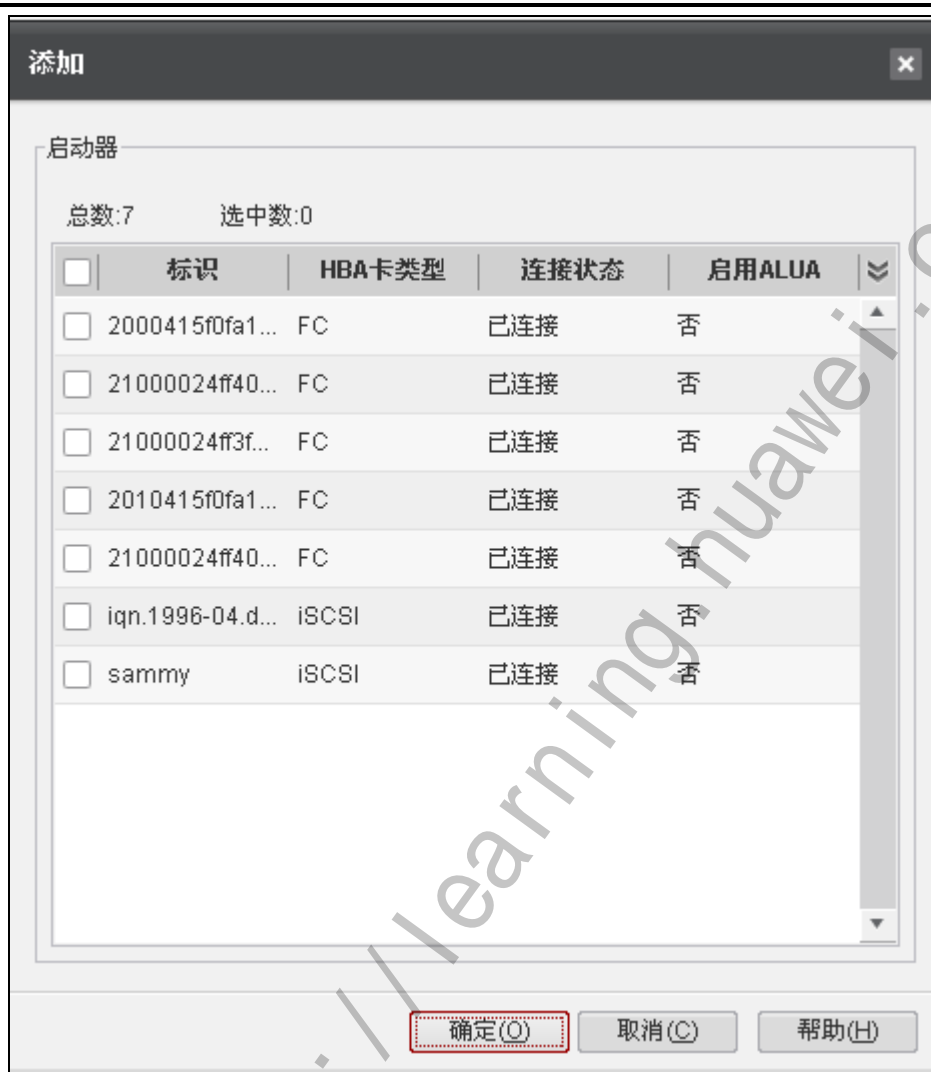 添加
启动器
总数:7 选中数:0
标识 HBA卡类型 连接状态 启用ALUA
2000415f0fa1... FC 已连接 否
21000024ff40... FC 已连接 否
21000024ff3f... FC 已连接 否
2010415f0fa1... FC 已连接 否
21000024ff40... FC 已连接 否
iqn.1996-04.d... iSCSI 已连接 否
sammy iSCSI 已连接 否
确定(O) 取消(C) 帮助(H)
://learning.huawei.c